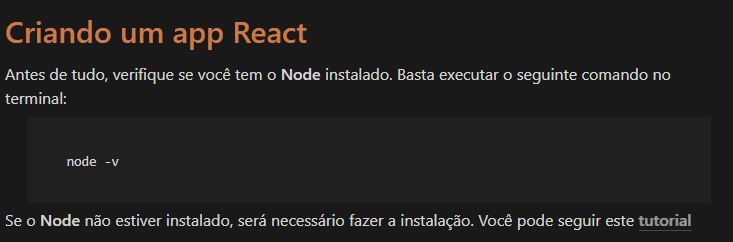 Criando um app React
Antes de tudo, verifique se você tem o Node instalado. Basta executar o seguinte comando no
terminal:
node -v
Se o Node não estiver instalado, será necessário fazer a instalação. Você pode seguir este tutorial